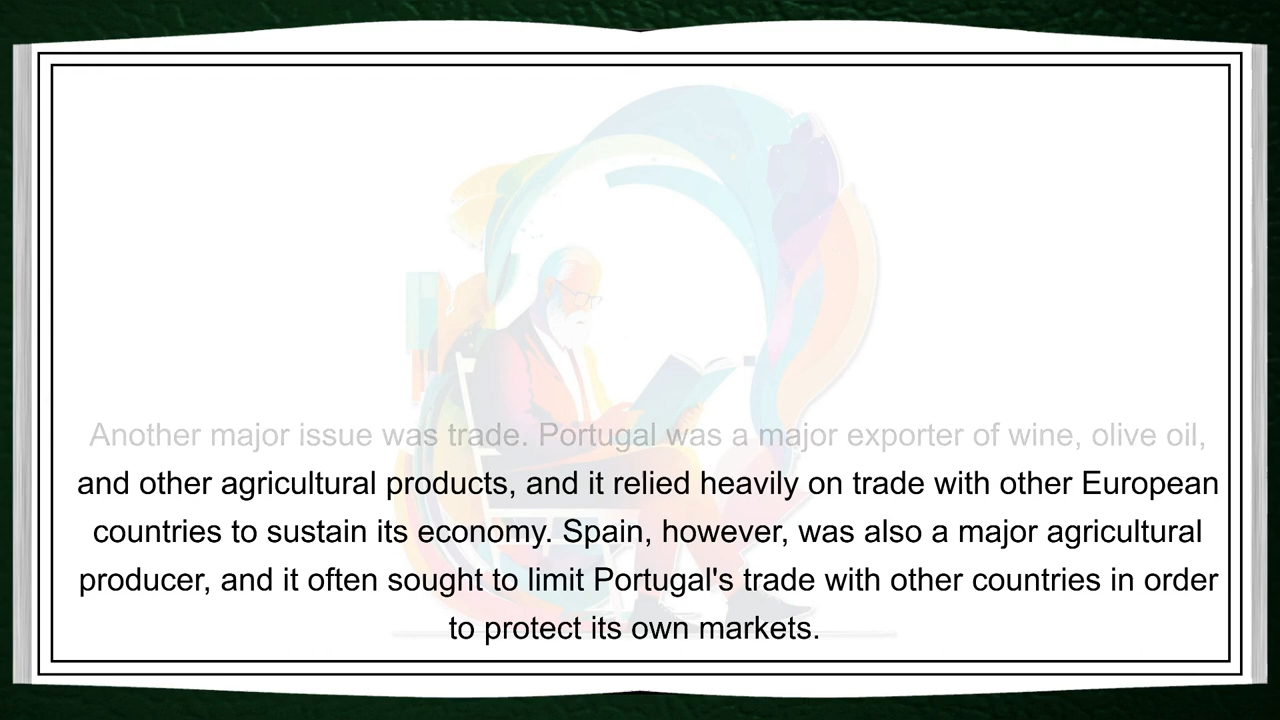 Another major issue was trade. Portugal was a major exporter of wine, olive oil,
and other agricultural products, and it relied heavily on trade with other European
countries to sustain its economy. Spain, however, was also a major agricultural
producer, and it often sought to limit Portugal's trade with other countries in order
to protect its own markets.